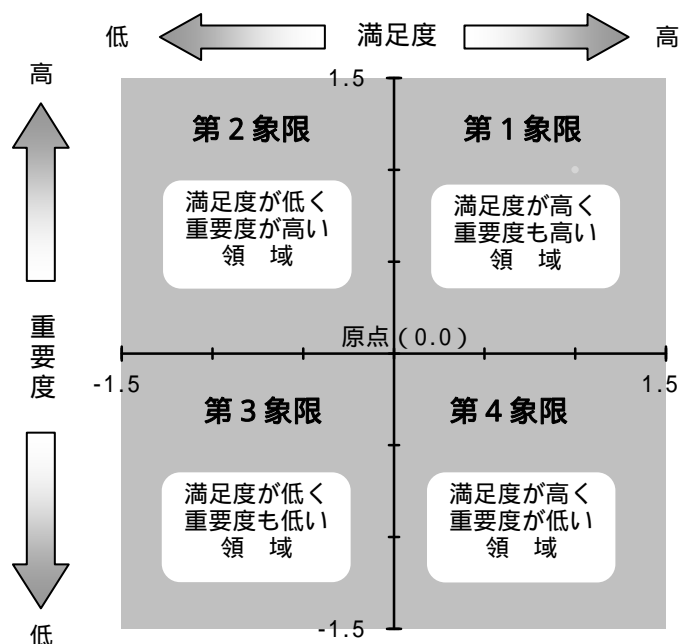 低 満足度 高
高
1.5
第2象限 第1象限
満足度が低く
重要度が高い
領 域
満足度が高く
重要度も高い
領 域
重要度
原点(0.0)
-1.5 1.5
第3象限 第4象限
満足度が低く
重要度も低い
領 域
満足度が高く
重要度が低い
領 域
低
-1.5